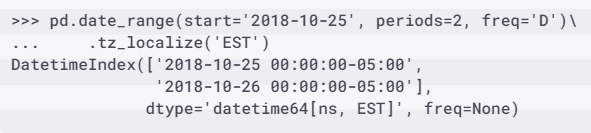 >>> pd.date_range(start='2018-10-25', periods=2, freq='D')\
...     .tz_localize('EST')
DatetimeIndex(['2018-10-25 00:00:00-05:00',
               '2018-10-26 00:00:00-05:00'],
              dtype='datetime64[ns, EST]', freq=None)